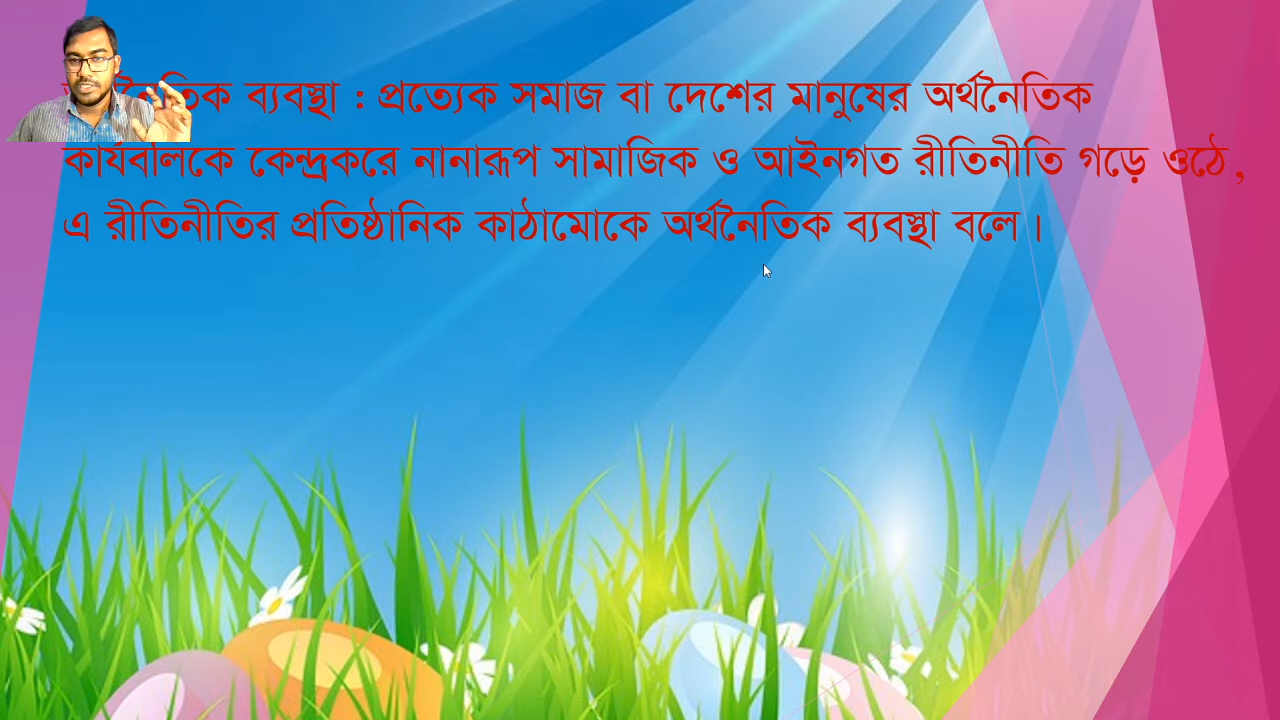 ব্যবস্থা : প্রত্যেক সমাজ বা দেশের মানুষের অর্থনৈতিক
কার্যবলিকে কেন্দ্রকরে নানারূপ সামাজিক ও আইনগত রীতিনীতি গড়ে ওঠে,
এ রীতিনীতির প্রতিষ্ঠানিক কাঠামোকে অর্থনৈতিক ব্যবস্থা বলে।